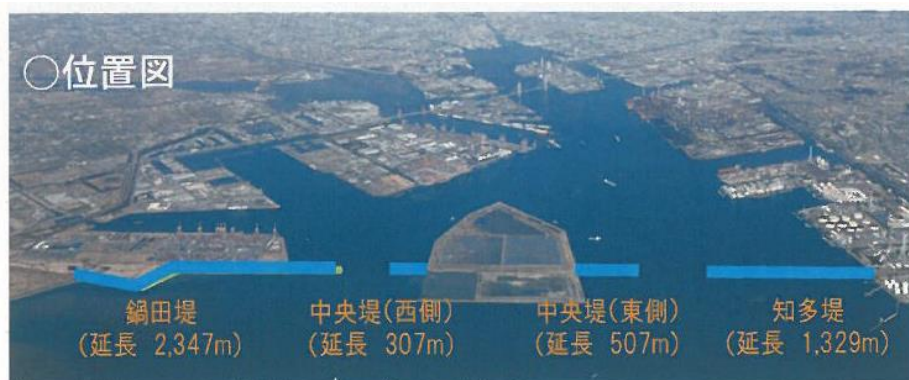 ○位置図
鍋田堤
(延長 2,347m)
中央堤(西側)
(延長 307m)
中央堤(東側)
(延長 507m)
知多堤
(延長 1,329m)